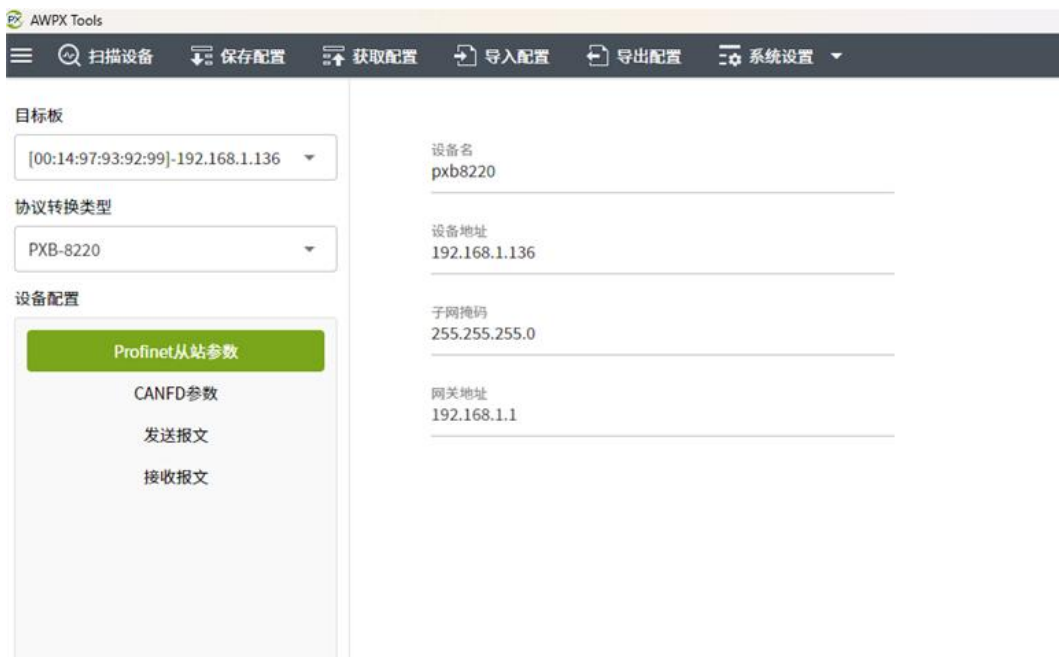 AWPX Tools
扫描设备 保存配置 获取配置 导入配置 导出配置 系统设置
目标板
[00:14:97:93:92:99]-192.168.1.136
协议转换类型
PXB-8220
设备配置
Profinet从站参数
CANFD参数
发送报文
接收报文
设备名
pxb8220
设备地址
192.168.1.136
子网掩码
255.255.255.0
网关地址
192.168.1.1